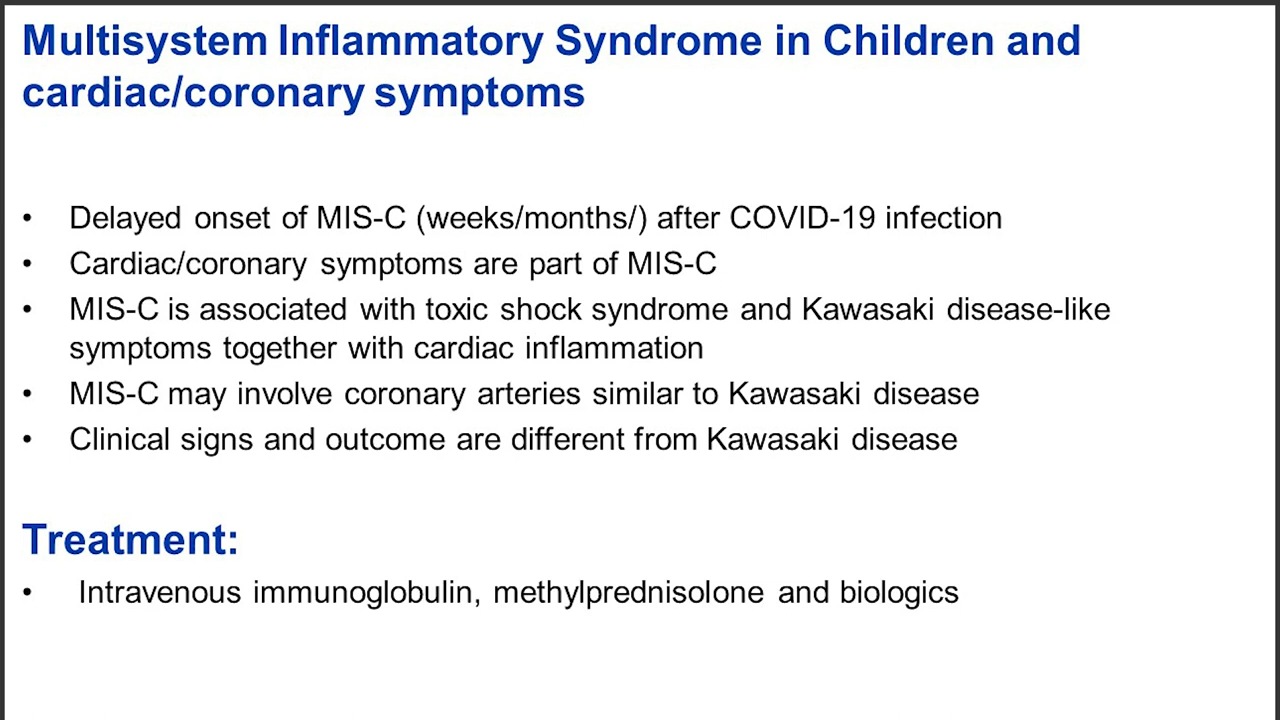 Multisystem Inflammatory Syndrome in Children and
cardiac/coronary symptoms
• Delayed onset of MIS-C (weeks/months/) after COVID-19 infection
• Cardiac/coronary symptoms are part of MIS-C
• MIS-C is associated with toxic shock syndrome and Kawasaki disease-like
symptoms together with cardiac inflammation
• MIS-C may involve coronary arteries similar to Kawasaki disease
• Clinical signs and outcome are different from Kawasaki disease
Treatment:
• Intravenous immunoglobulin, methylprednisolone and biologics